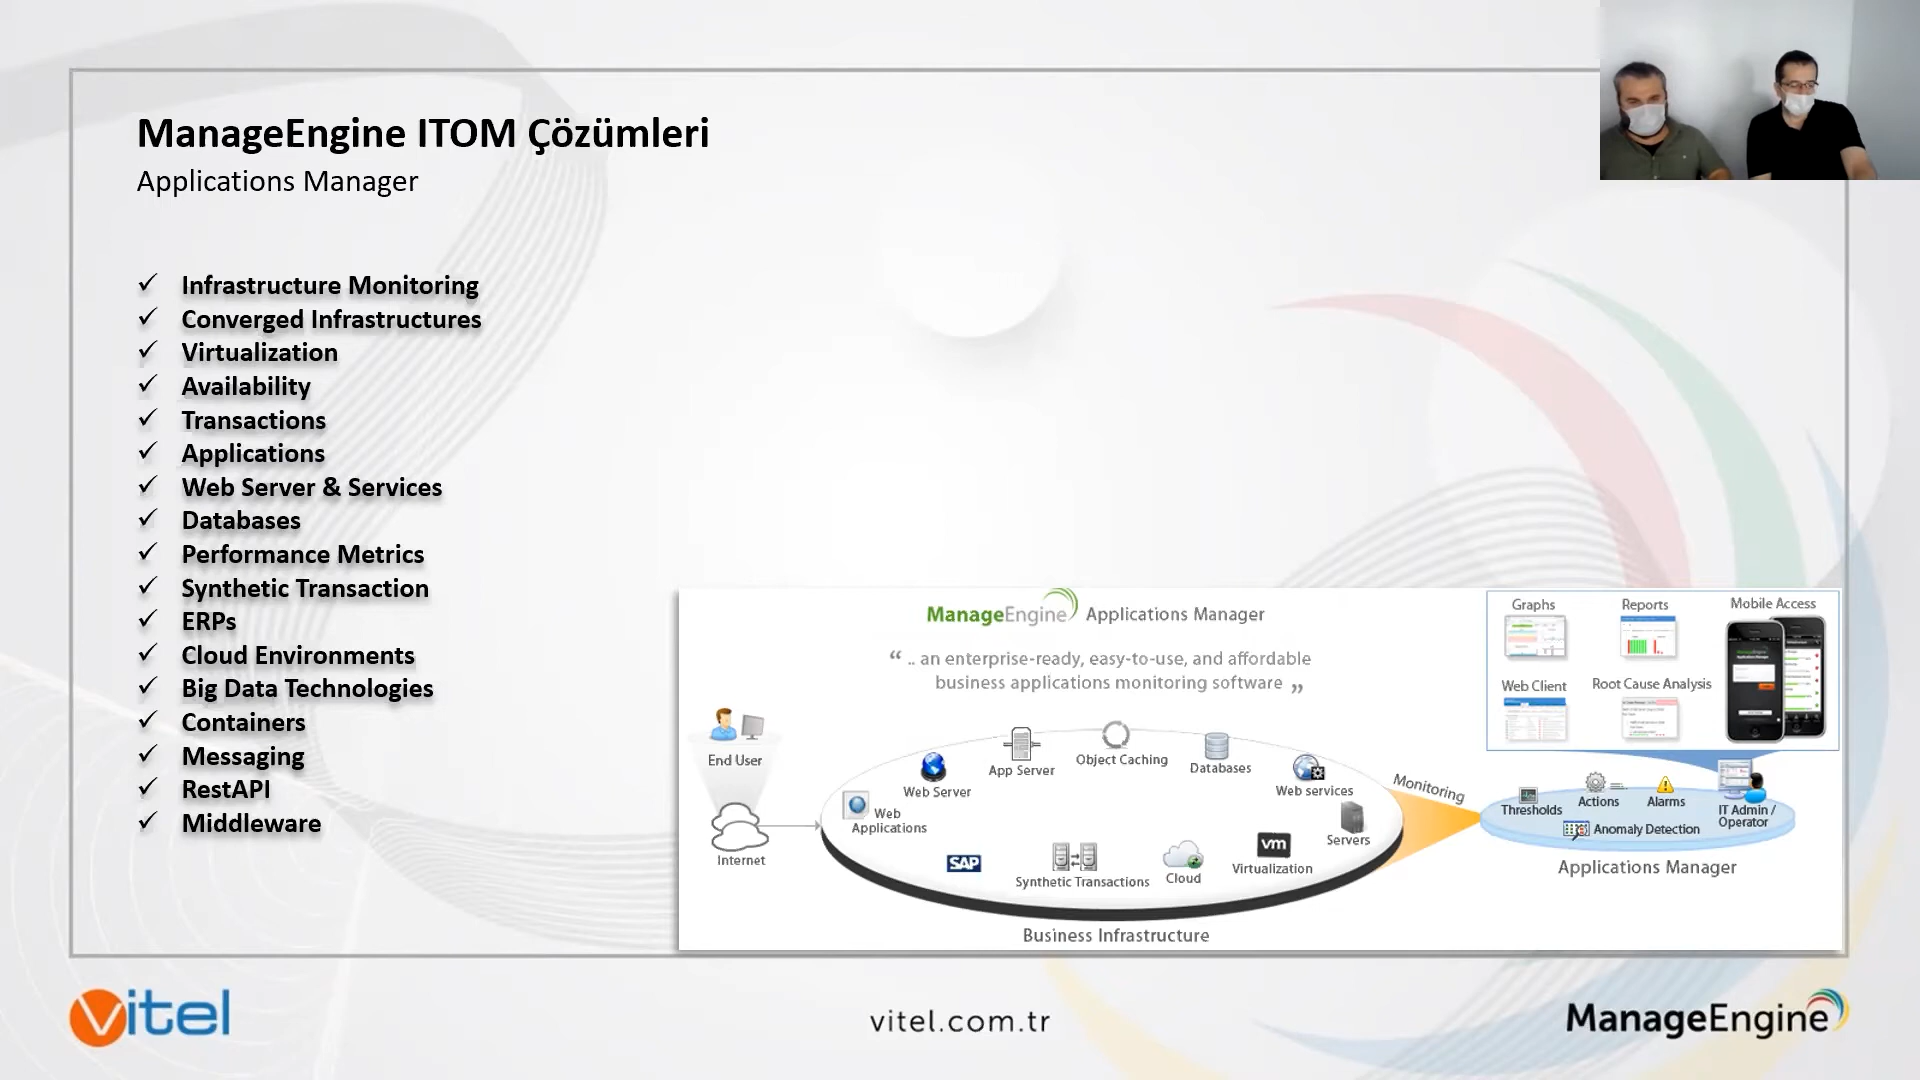 ManageEngine ITOM Çözümleri
Applications Manager
Infrastructure Monitoring
Converged Infrastructures
Virtualization
Availability
Transactions
Applications
Web Server & Services
Databases
Performance Metrics
Synthetic Transaction
ERPs
Cloud Environments
Big Data Technologies
Containers
Messaging
RestAPI
Middleware
ManageEngine Applications Manager
“ .. an enterprise-ready, easy-to-use, and affordable
business applications monitoring software „
End User
Internet
Web Applications
Web Server
App Server
Object Caching
Databases
Web services
Servers
Virtualization
vm
Cloud
Synthetic Transactions
SAP
Business Infrastructure
Monitoring
Graphs
Reports
Mobile Access
Web Client
Root Cause Analysis
Thresholds
Actions
Alarms
IT Admin /
Operator
Anomaly Detection
Applications Manager
vitel
vitel.com.tr
ManageEngine